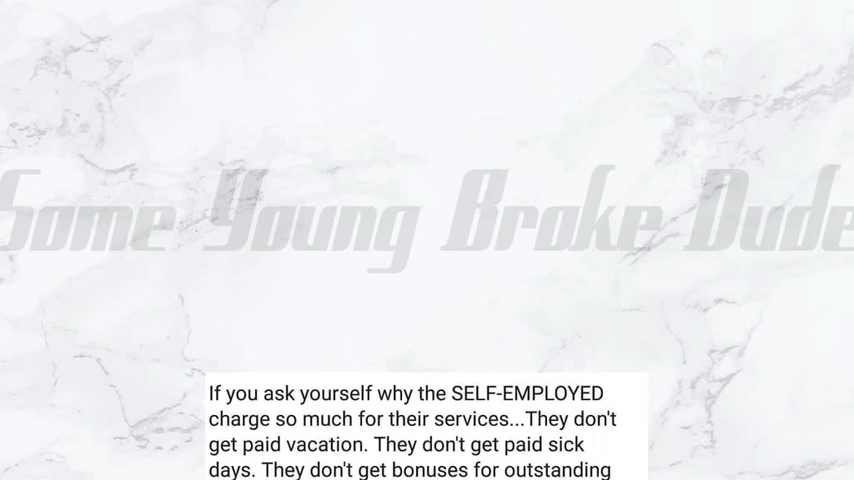 Some Young Broke Dude
If you ask yourself why the SELF-EMPLOYED
charge so much for their services...They don't
get paid vacation. They don't get paid sick
days. They don't get bonuses for outstanding